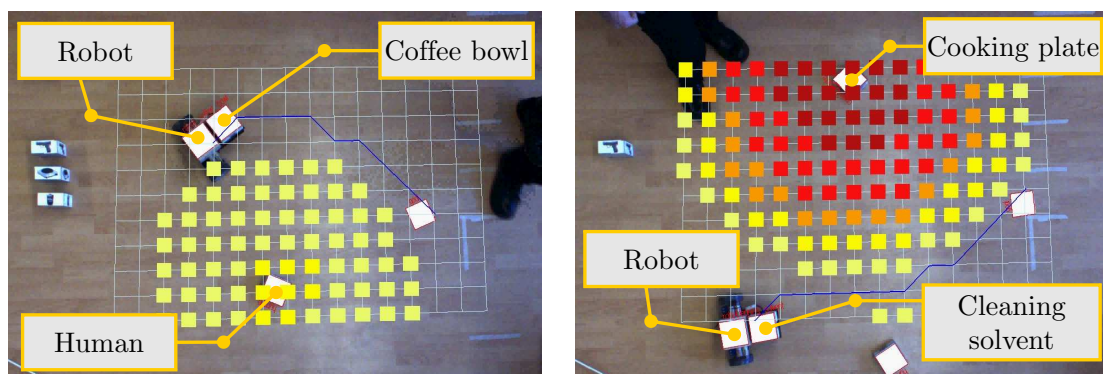 Robot
Coffee bowl
Human
Cooking plate
Robot
Cleaning
solvent